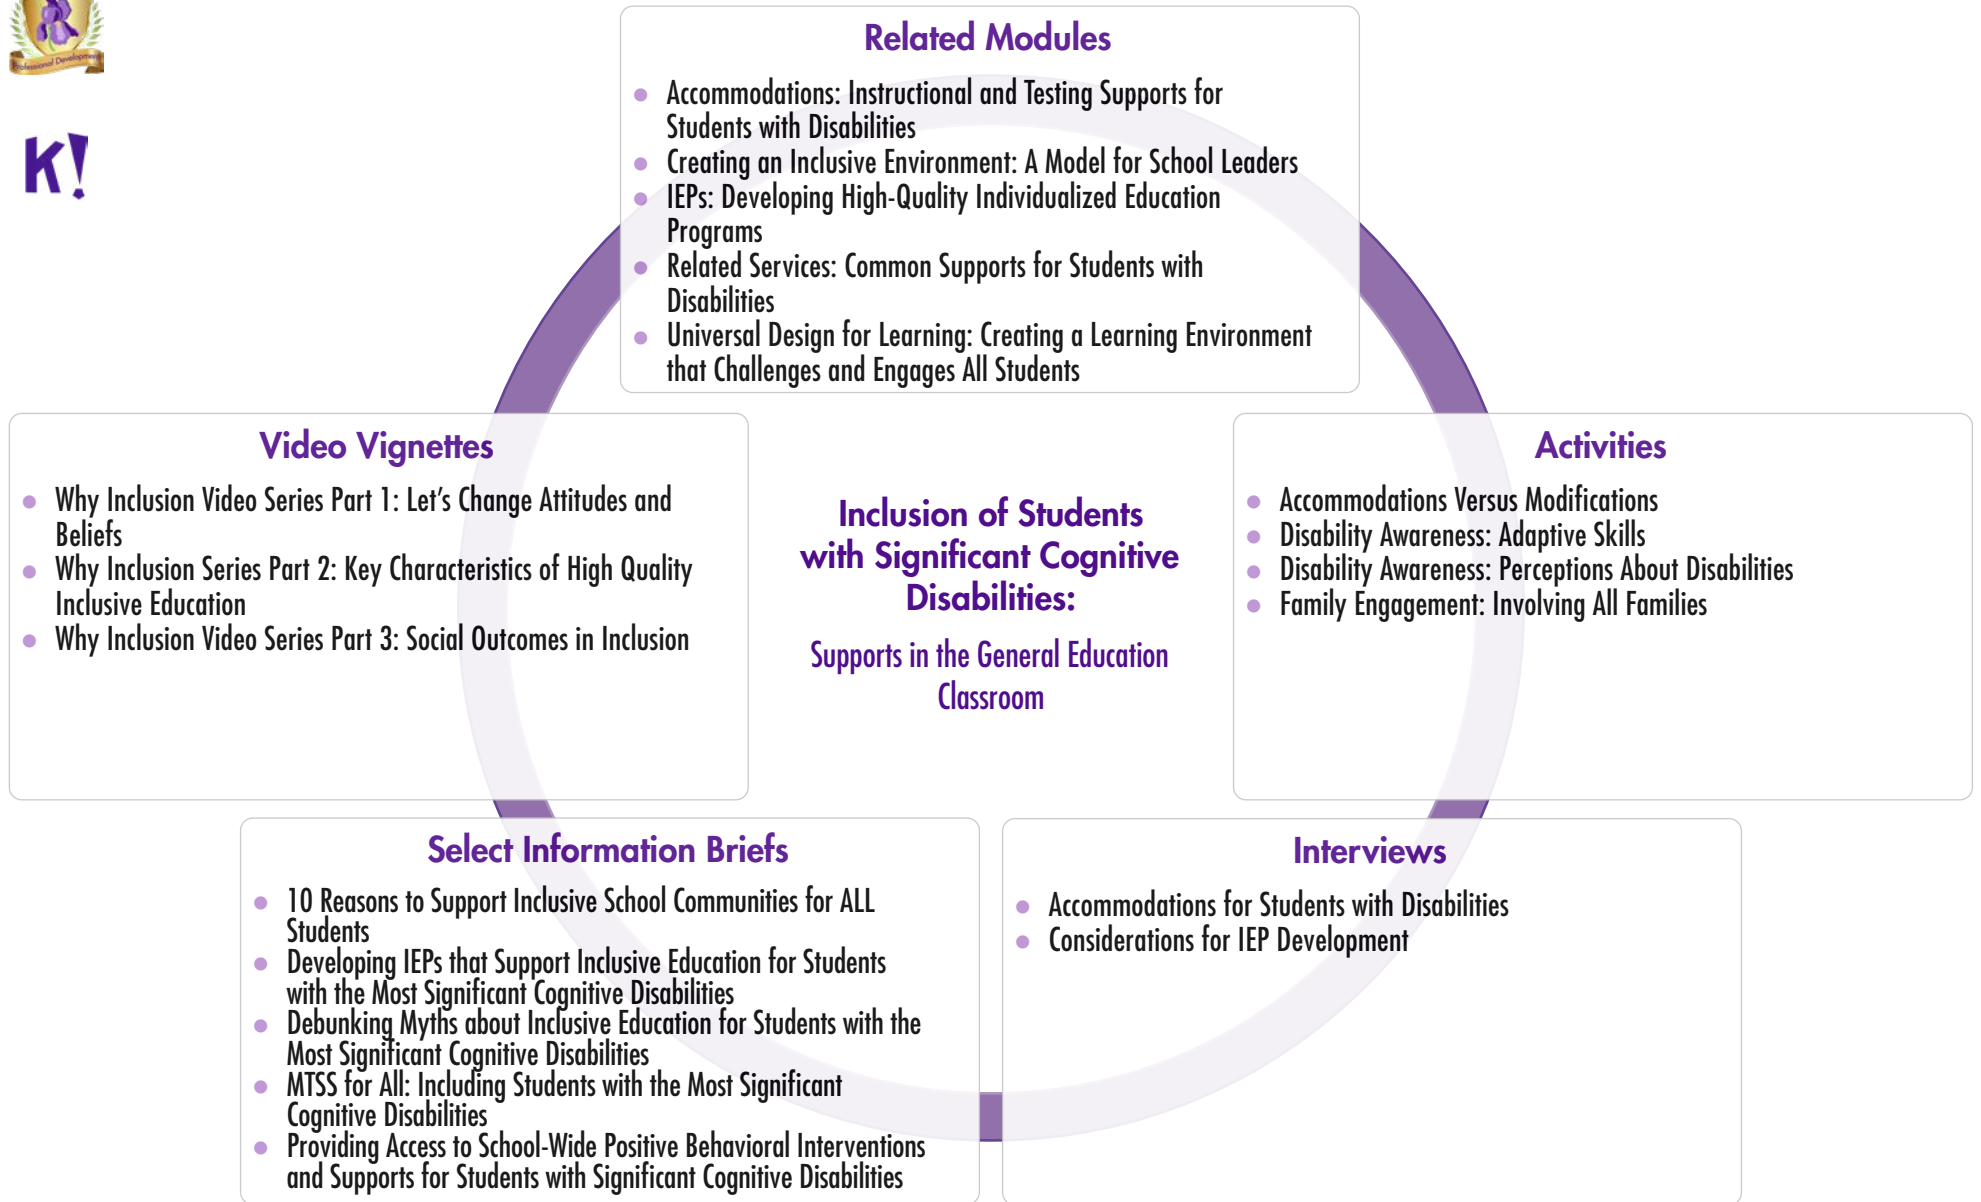 Professional Development
K!
Related Modules
Accommodations: Instructional and Testing Supports for
Students with Disabilities
Creating an Inclusive Environment: A Model for School Leaders
IEPs: Developing High-Quality Individualized Education
Programs
Related Services: Common Supports for Students with
Disabilities
Universal Design for Learning: Creating a Learning Environment
that Challenges and Engages All Students
Video Vignettes
Why Inclusion Video Series Part 1: Let’s Change Attitudes and
Beliefs
Why Inclusion Series Part 2: Key Characteristics of High Quality
Inclusive Education
Why Inclusion Video Series Part 3: Social Outcomes in Inclusion
Inclusion of Students
with Significant Cognitive
Disabilities:
Supports in the General Education
Classroom
Activities
Accommodations Versus Modifications
Disability Awareness: Adaptive Skills
Disability Awareness: Perceptions About Disabilities
Family Engagement: Involving All Families
Select Information Briefs
10 Reasons to Support Inclusive School Communities for ALL
Students
Developing IEPs that Support Inclusive Education for Students
with the Most Significant Cognitive Disabilities
Debunking Myths about Inclusive Education for Students with the
Most Significant Cognitive Disabilities
MTSS for All: Including Students with the Most Significant
Cognitive Disabilities
Providing Access to School-Wide Positive Behavioral Interventions
and Supports for Students with Significant Cognitive Disabilities
Interviews
Accommodations for Students with Disabilities
Considerations for IEP Development